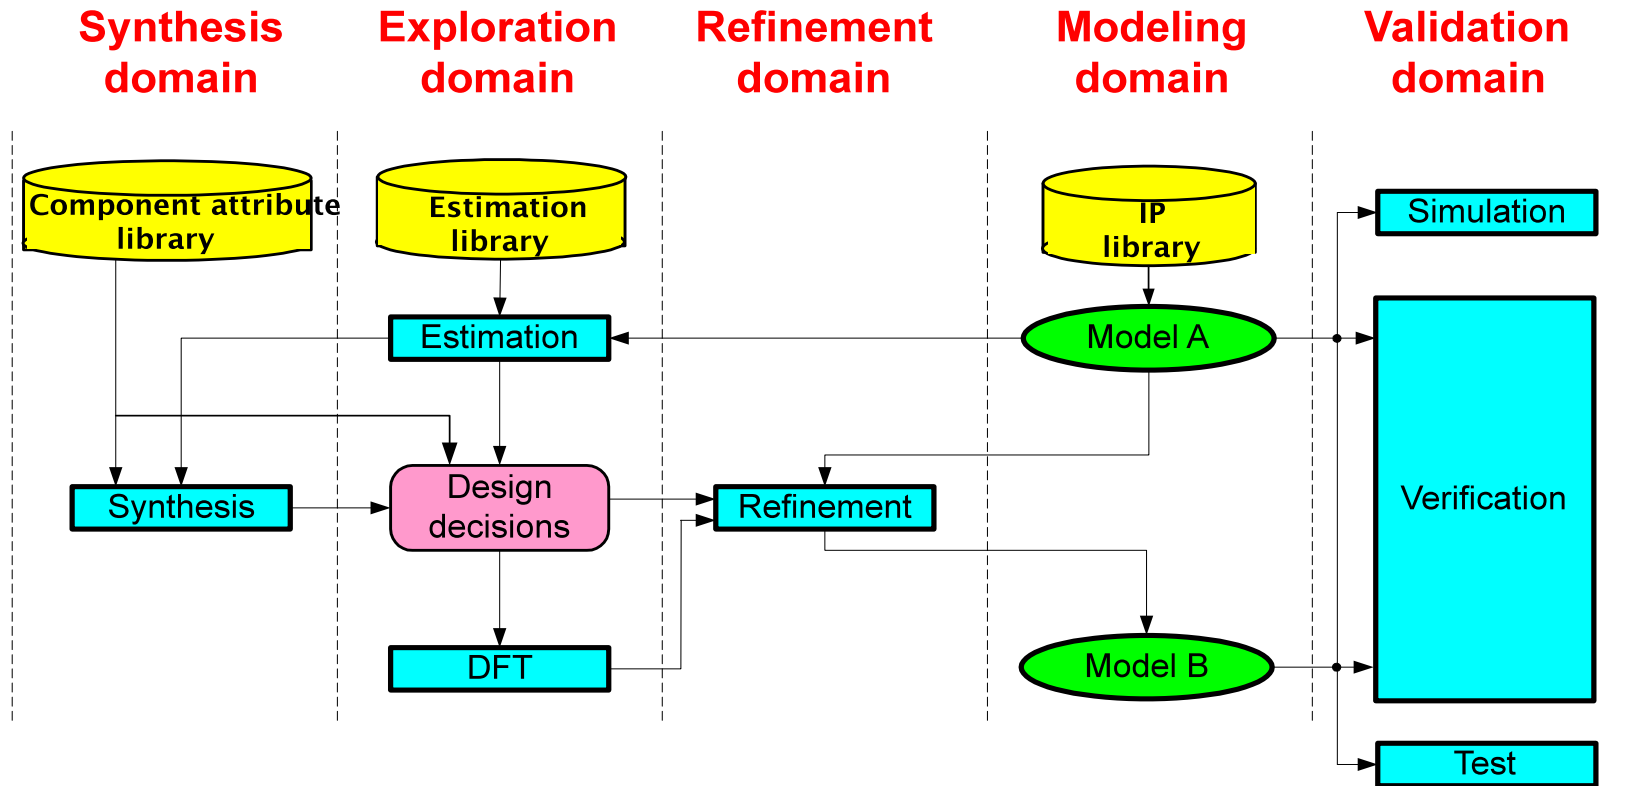 Synthesis
domain
Exploration
domain
Refinement
domain
Modeling
domain
Validation
domain
Component attribute
library
Estimation
library
IP
library
Simulation
Estimation
Model A
Verification
Synthesis
Design
decisions
Refinement
DFT
Model B
Test